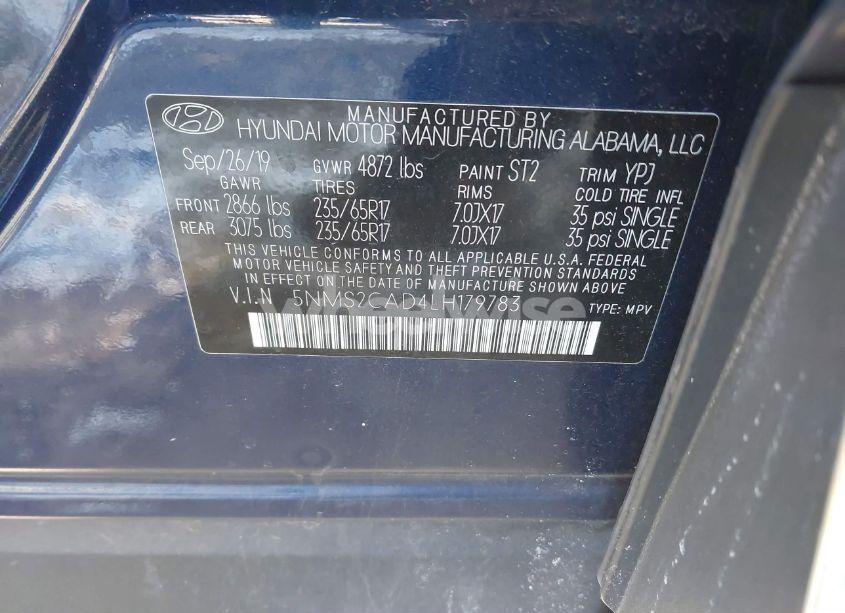 MANUFACTURED BY
HYUNDAI MOTOR MANUFACTURING ALABAMA, LLC
Sep/26/19 GVWR 4872 lbs PAINT ST2 TRIM YPJ
GAWR TIRES RIMS COLD TIRE INFL
FRONT 2866 lbs 235/65R17 7.0JX17 35 psi SINGLE
REAR 3075 lbs 235/65R17 7.0JX17 35 psi SINGLE
THIS VEHICLE CONFORMS TO ALL APPLICABLE U.S.A. FEDERAL
MOTOR VEHICLE SAFETY AND THEFT PREVENTION STANDARDS
IN EFFECT ON THE DATE OF MANUFACTURE SHOWN ABOVE
V.I.N 5NMS2CAD4LH179783 TYPE: MPV
wheelwise